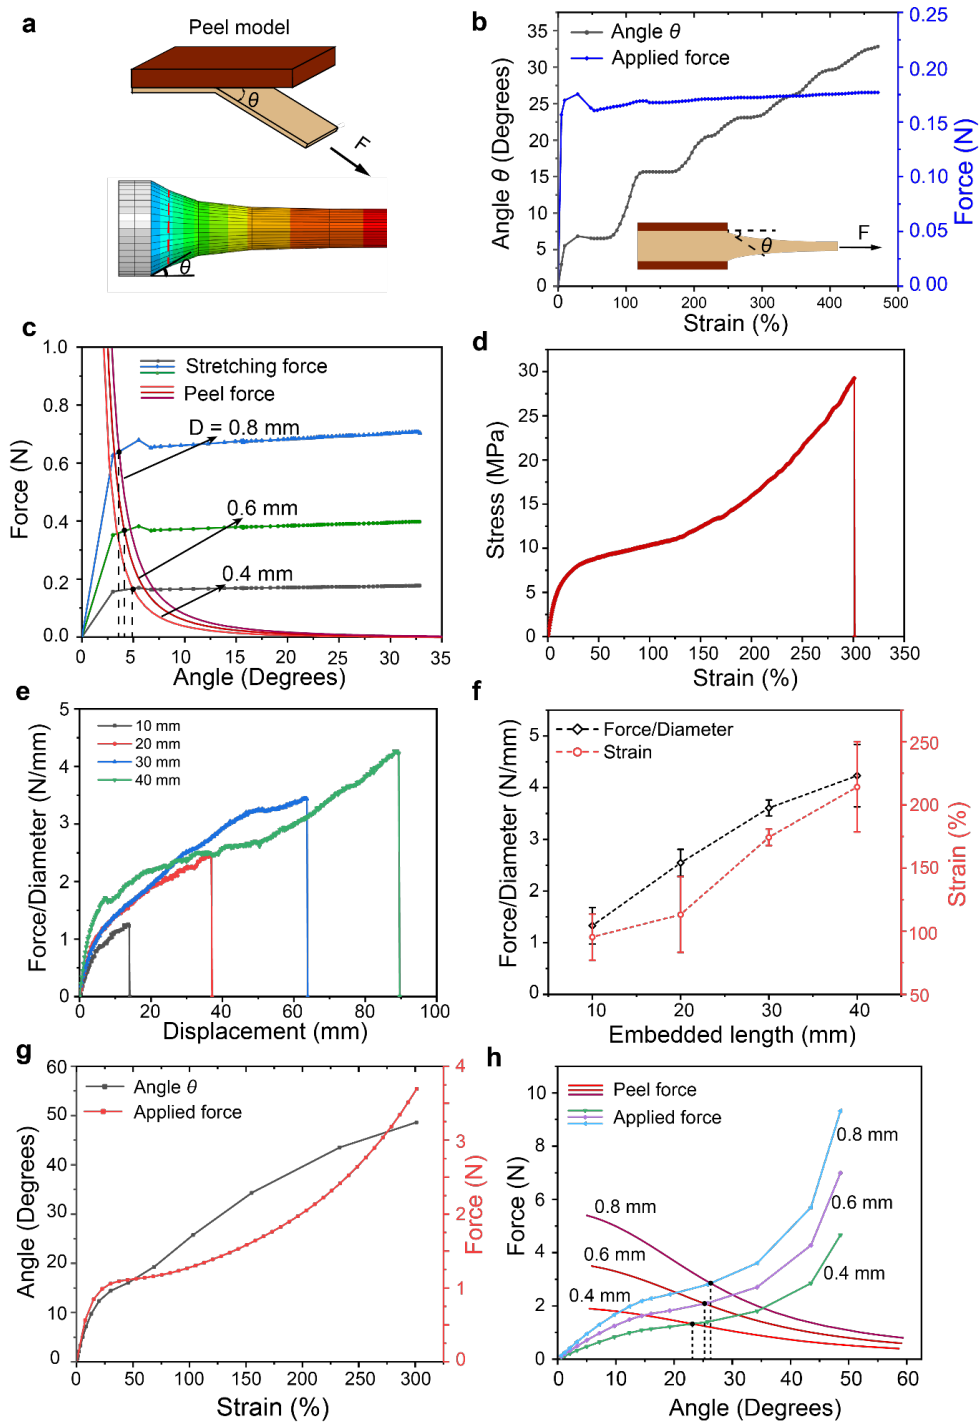 a
Peel model
θ
F
θ
b
Angle θ
Applied force
Angle θ (Degrees)
35
30
25
20
15
10
5
0
0.25
0.20
0.15
0.10
0.05
0.00
Force (N)
θ
F
0
100
200
300
400
500
Strain (%)
c
Stretching force
Peel force
D = 0.8 mm
0.6 mm
0.4 mm
Force (N)
1.0
0.8
0.6
0.4
0.2
0.0
0
5
10
15
20
25
30
35
Angle (Degrees)
d
Stress (MPa)
35
30
25
20
15
10
5
0
0
50
100
150
200
250
300
350
Strain (%)
e
10 mm
20 mm
30 mm
40 mm
Force/Diameter (N/mm)
5
4
3
2
1
0
0
20
40
60
80
100
Displacement (mm)
f
Force/Diameter
Strain
Force/Diameter (N/mm)
5
4
3
2
1
0
250
200
150
100
50
Strain (%)
10
20
30
40
Embedded length (mm)
g
Angle θ
Applied force
Angle (Degrees)
60
50
40
30
20
10
0
4
3
2
1
0
Force (N)
0
50
100
150
200
250
300
Strain (%)
h
Peel force
Applied force
0.8 mm
0.6 mm
0.4 mm
0.8 mm
0.6 mm
0.4 mm
Force (N)
10
8
6
4
2
0
0
10
20
30
40
50
60
Angle (Degrees)